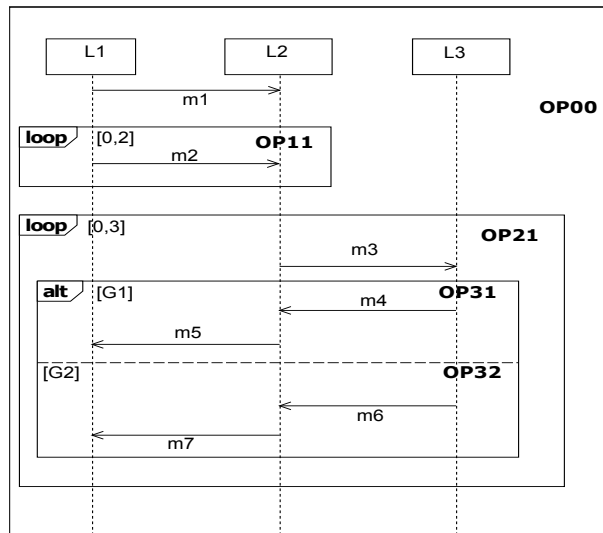 L1 L2 L3
m1
OP00
loop [0,2] OP11
m2
loop [0,3] OP21
m3
alt [G1] OP31
m4
m5
[G2] OP32
m6
m7